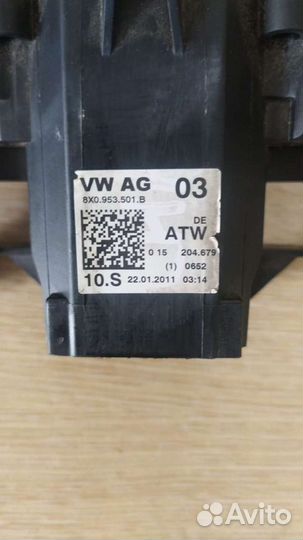 VW AG 03
8X0.953.501.B
DE
ATW
0 15 204.679
(1) 0652
10.S 22.01.2011 03:14
Avito